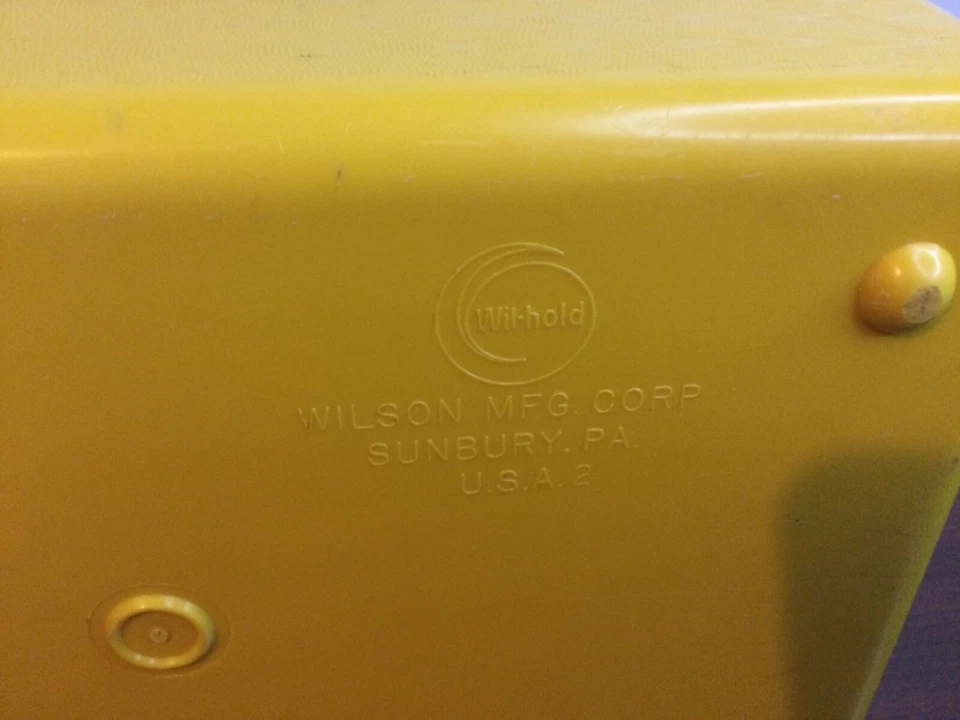 Wil-hold
WILSON MFG. CORP
SUNBURY, PA.
U.S.A. 2